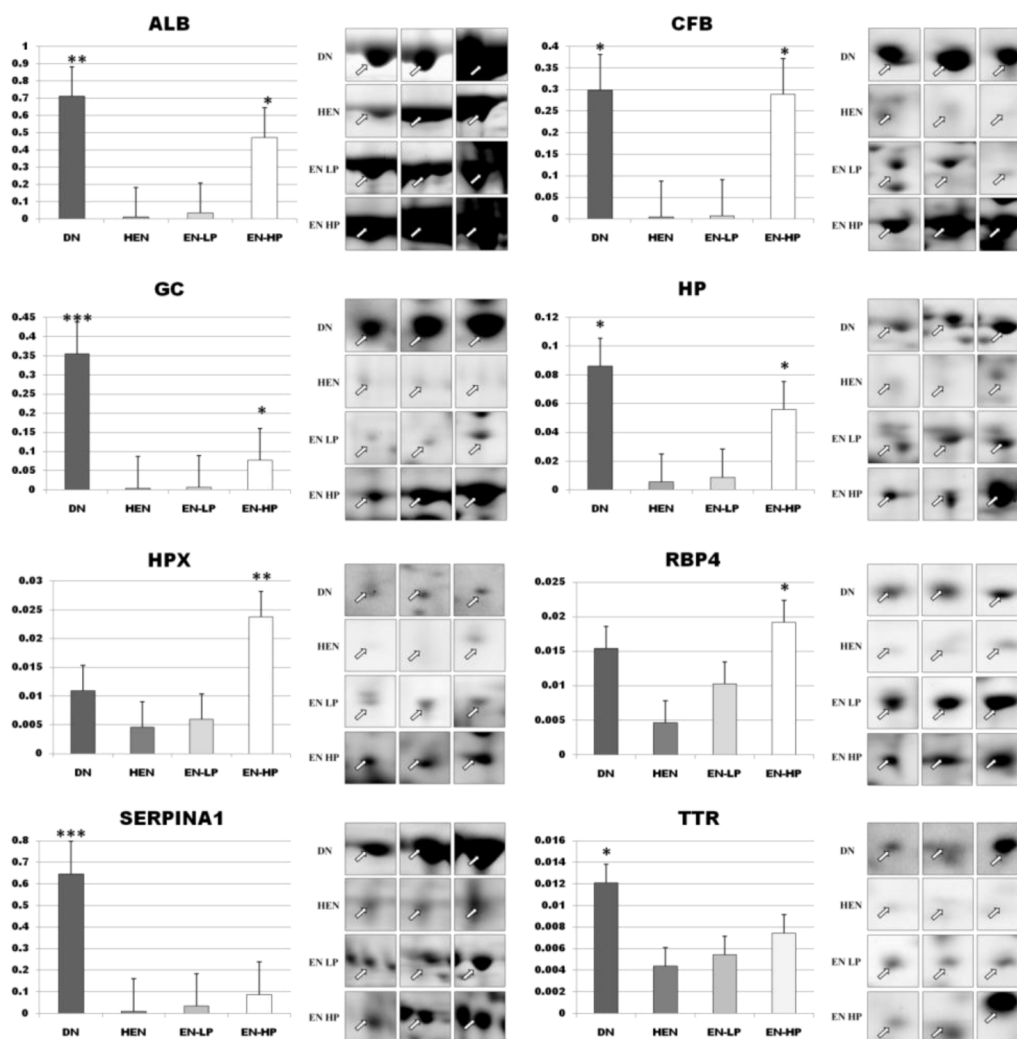 ALB
1
0.9
0.8
0.7
0.6
0.5
0.4
0.3
0.2
0.1
0
**
*
DN HEN EN-LP EN-HP
DN
HEN
EN LP
EN HP
CFB
0.4
0.35
0.3
0.25
0.2
0.15
0.1
0.05
0
*
*
DN HEN EN-LP EN-HP
DN
HEN
EN LP
EN HP
GC
0.45
0.4
0.35
0.3
0.25
0.2
0.15
0.1
0.05
0
***
*
DN HEN EN-LP EN-HP
DN
HEN
EN LP
EN HP
HP
0.12
0.1
0.08
0.06
0.04
0.02
0
*
*
DN HEN EN-LP EN-HP
DN
HEN
EN LP
EN HP
HPX
0.03
0.025
0.02
0.015
0.01
0.005
0
**
DN HEN EN-LP EN-HP
DN
HEN
EN LP
EN HP
RBP4
0.025
0.02
0.015
0.01
0.005
0
*
DN HEN EN-LP EN-HP
DN
HEN
EN LP
EN HP
SERPINA1
0.8
0.7
0.6
0.5
0.4
0.3
0.2
0.1
0
***
DN HEN EN-LP EN-HP
DN
HEN
EN LP
EN HP
TTR
0.016
0.014
0.012
0.01
0.008
0.006
0.004
0.002
0.000
*
DN HEN EN-LP EN-HP
DN
HEN
EN LP
EN HP